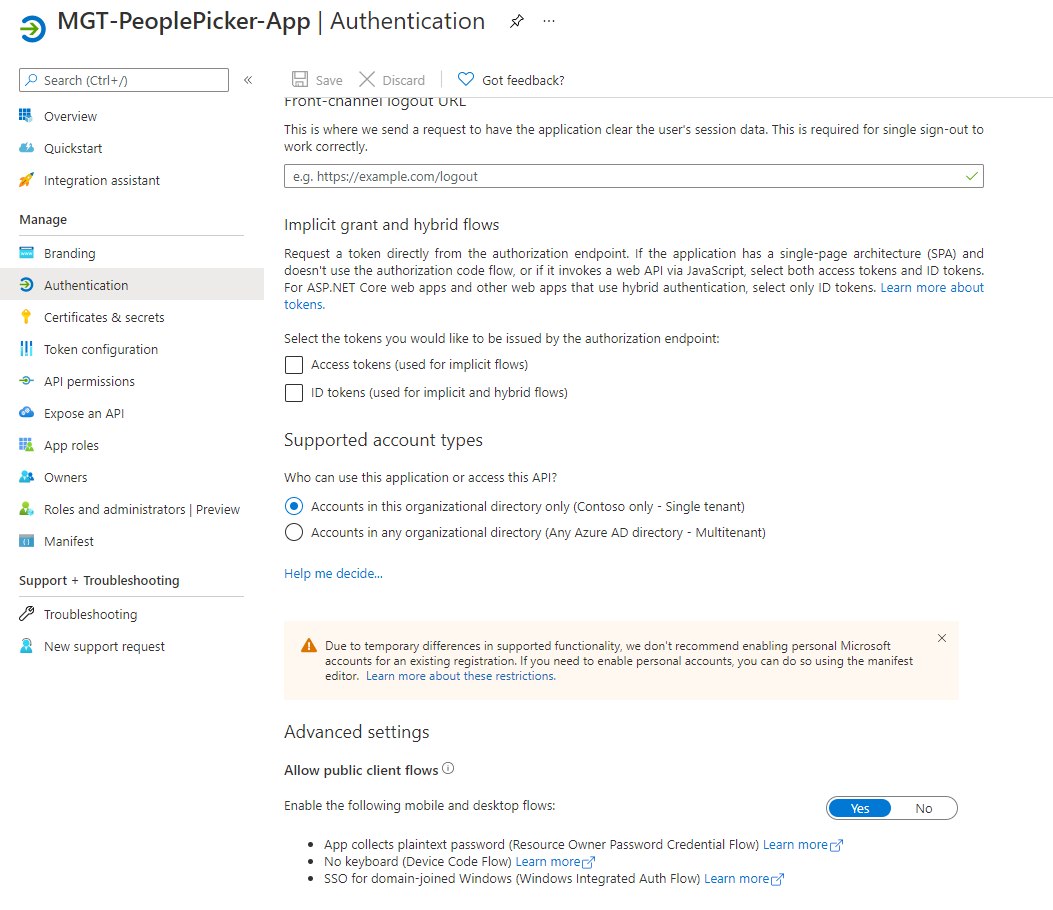 MGT-PeoplePicker-App | Authentication
Search (Ctrl+/)
Overview
Quickstart
Integration assistant
Manage
Branding
Authentication
Certificates & secrets
Token configuration
API permissions
Expose an API
App roles
Owners
Roles and administrators | Preview
Manifest
Support + Troubleshooting
Troubleshooting
New support request
Save Discard Got feedback?
Front-channel logout URL
This is where we send a request to have the application clear the user's session data. This is required for single sign-out to
work correctly.
e.g. https://example.com/logout
Implicit grant and hybrid flows
Request a token directly from the authorization endpoint. If the application has a single-page architecture (SPA) and
doesn't use the authorization code flow, or if it invokes a web API via JavaScript, select both access tokens and ID tokens.
For ASP.NET Core web apps and other web apps that use hybrid authentication, select only ID tokens. Learn more about
tokens.
Select the tokens you would like to be issued by the authorization endpoint:
Access tokens (used for implicit flows)
ID tokens (used for implicit and hybrid flows)
Supported account types
Who can use this application or access this API?
Accounts in this organizational directory only (Contoso only - Single tenant)
Accounts in any organizational directory (Any Azure AD directory - Multitenant)
Help me decide...
Due to temporary differences in supported functionality, we don't recommend enabling personal Microsoft
accounts for an existing registration. If you need to enable personal accounts, you can do so using the manifest
editor. Learn more about these restrictions.
Advanced settings
Allow public client flows
Enable the following mobile and desktop flows:
Yes No
• App collects plaintext password (Resource Owner Password Credential Flow) Learn more
• No keyboard (Device Code Flow) Learn more
• SSO for domain-joined Windows (Windows Integrated Auth Flow) Learn more